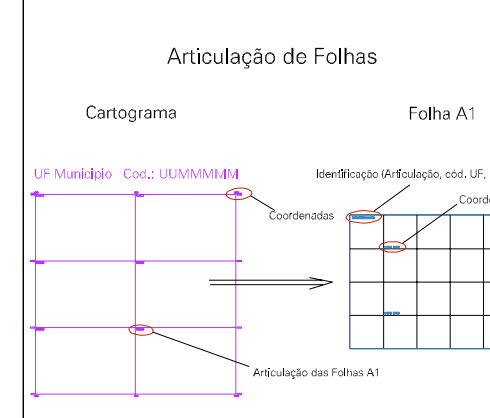 Articulação de Folhas
Cartograma
Folha A1
UF Municipio Cod.: UUMMMMM
Identificação (Articulação, cód. UF,
Coordenadas
Articulação das Folhas A1